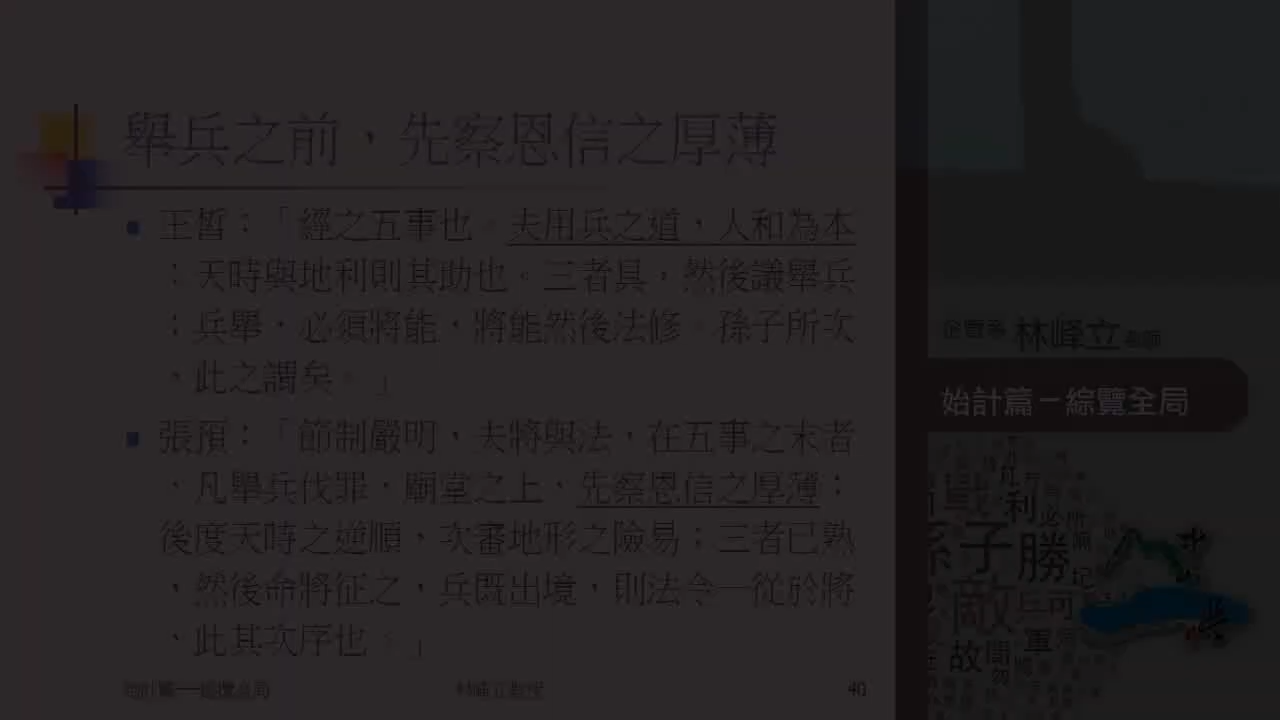 舉兵之前，先察恩信之厚薄
王晳：「經之五事也。夫用兵之道，人和為本
；天時與地利則其助也。三者具，然後議舉兵
；兵舉，必須將能，將能然後法修。孫子所次
，此之謂矣。」
張預：「節制嚴明，夫將與法，在五事之末者
，凡舉兵伐罪，廟堂之上，先察恩信之厚薄；
後度天時之逆順，次審地形之險易；三者已熟
，然後命將征之，兵既出境，則法令一從於將
、此其次序也。」
始計篇─綜覽全局
林峰立教授
40
企管系 林峰立 老師
始計篇－綜覽全局
利
孫子勝
敵
兵可
軍
故